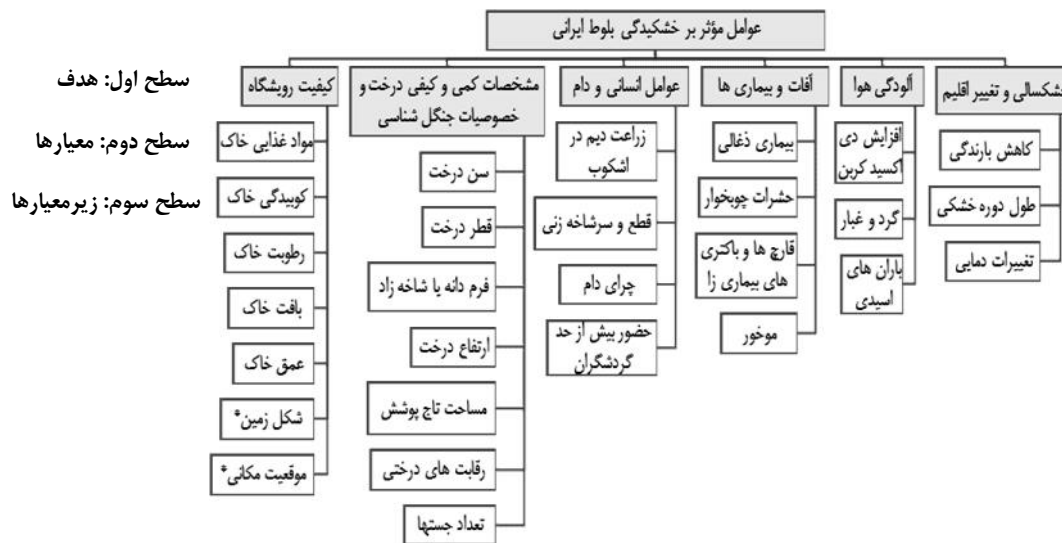 عوامل مؤثر بر خشکیدگی بلوط ایرانی
سطح اول: هدف
سطح دوم: معیارها
سطح سوم: زیرمعیارها
شکسالی و تغییر اقلیم
کاهش بارندگی
طول دوره خشکی
تغییرات دمایی
آلودگی هوا
افزایش دی
اکسید کربن
گرد و غبار
باران های
اسیدی
آفات و بیماری ها
بیماری ذغالی
حشرات چوبخوار
قارچ ها و باکتری
های بیماری زا
موخور
عوامل انسانی و دام
زراعت دیم در
اشکوب
قطع و سرشاخه زنی
چرای دام
حضور بیش از حد
گردشگران
مشخصات کمی و کیفی درخت و
خصوصیات جنگل شناسی
سن درخت
قطر درخت
فرم دانه یا شاخه زاد
ارتفاع درخت
مساحت تاج پوشش
رقابت های درختی
تعداد جستها
کیفیت رویشگاه
مواد غذایی خاک
کوبیدگی خاک
رطوبت خاک
بافت خاک
عمق خاک
شکل زمین*
موقعیت مکانی*